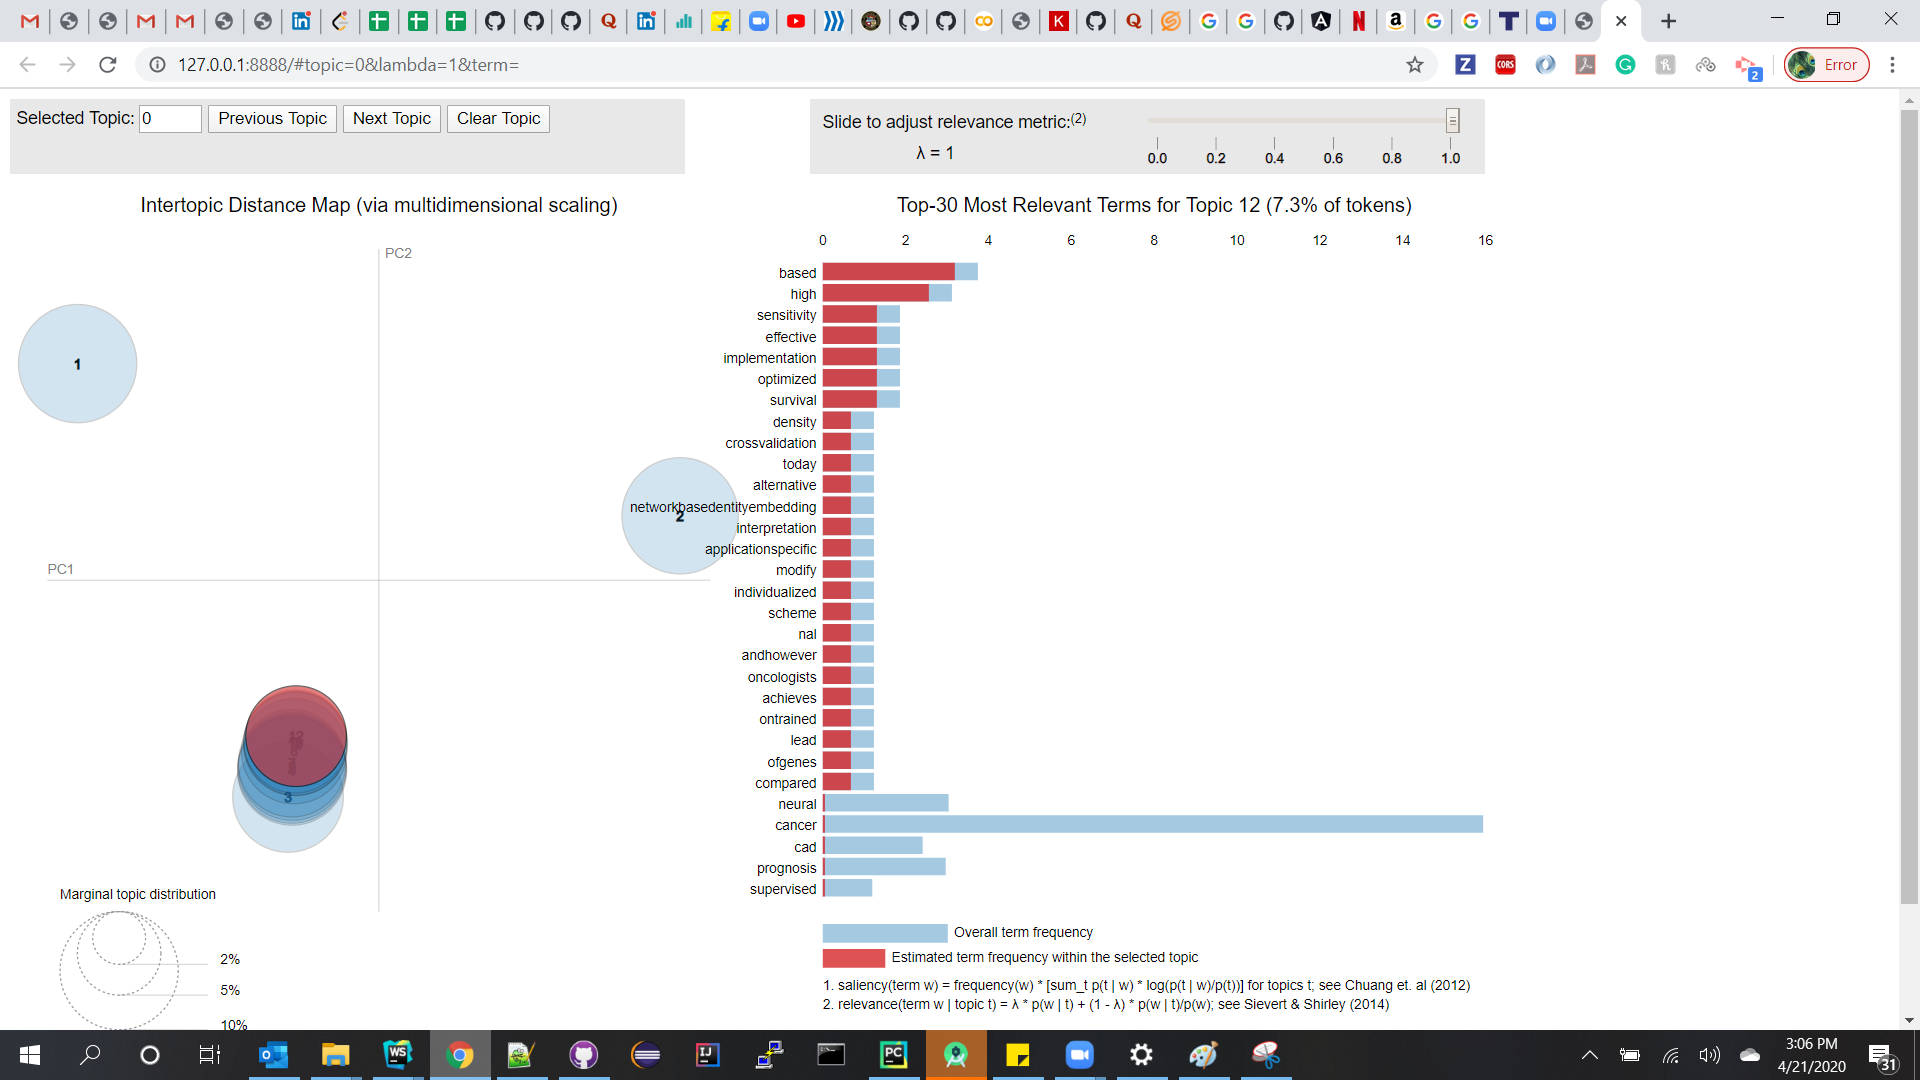 127.0.0.1:8888/#topic=0&lambda=1&term=
Error
Selected Topic: 0 Previous Topic Next Topic Clear Topic
Slide to adjust relevance metric:(2)
λ = 1
0.0 0.2 0.4 0.6 0.8 1.0
Intertopic Distance Map (via multidimensional scaling)
PC2
PC1
1
2
3
Marginal topic distribution
2%
5%
10%
Top-30 Most Relevant Terms for Topic 12 (7.3% of tokens)
0 2 4 6 8 10 12 14 16
based
high
sensitivity
effective
implementation
optimized
survival
density
crossvalidation
today
alternative
networkbasedentityembedding
interpretation
applicationspecific
modify
individualized
scheme
nal
andhowever
oncologists
achieves
ontrained
lead
ofgenes
compared
neural
cancer
cad
prognosis
supervised
Overall term frequency
Estimated term frequency within the selected topic
1. saliency(term w) = frequency(w) * [sum_t p(t | w) * log(p(t | w)/p(t))] for topics t; see Chuang et. al (2012)
2. relevance(term w | topic t) = λ * p(w | t) + (1 - λ) * p(w | t)/p(w); see Sievert & Shirley (2014)
3:06 PM
4/21/2020
31